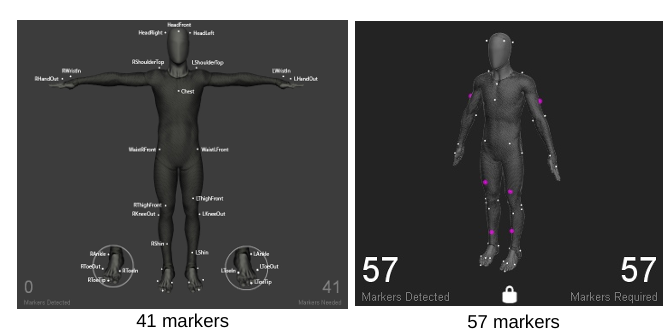 HeadFront
HeadRight
HeadLeft
RShoulderTop
LShoulderTop
RWristIn
LWristIn
RHandOut
LHandOut
Chest
WaistRFront
WaistLFront
LThighFront
RThighFront
RKneeOut
LKneeOut
RShin
LShin
RAnkle
LAnkle
RToeOut
RToeIn
LToeIn
LToeOut
RToeTip
LToeTip
0
41
Markers Detected
Markers Needed
57
57
Markers Detected
Markers Required
41 markers
57 markers